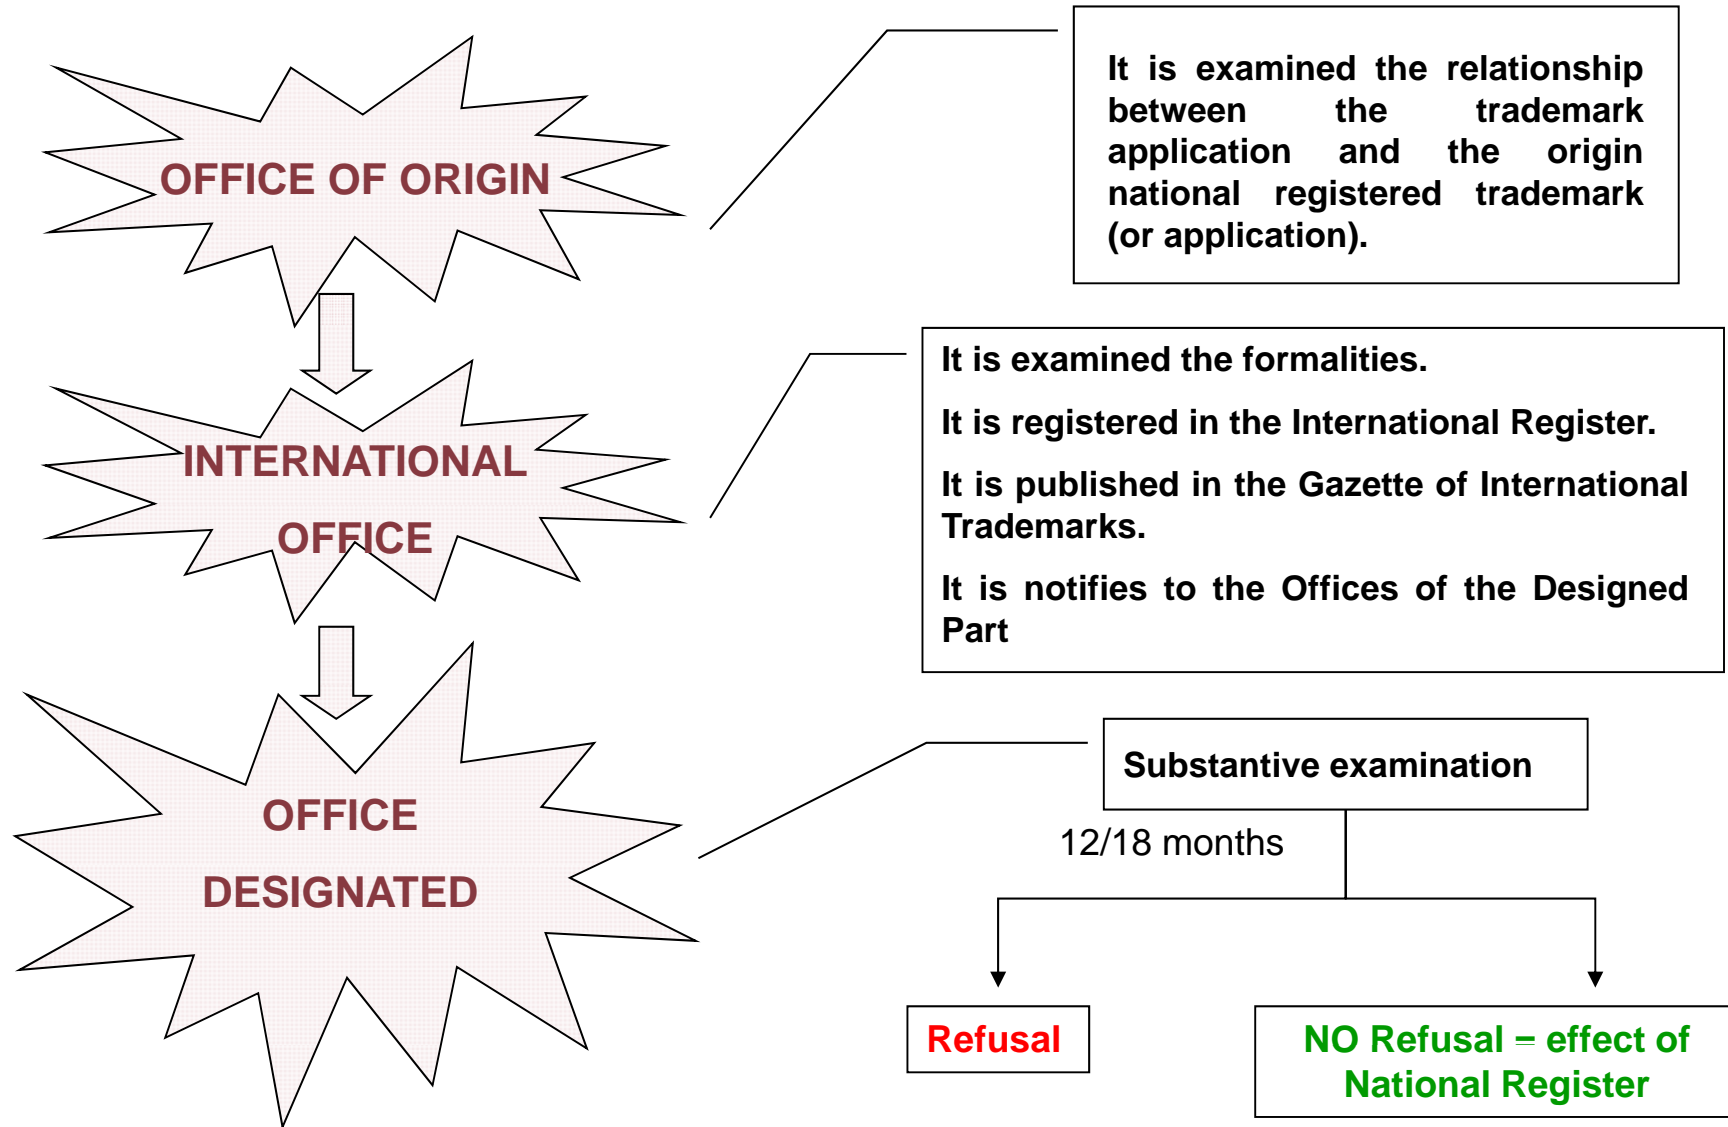 OFFICE OF ORIGIN
It is examined the relationship
between the trademark
application and the origin
national registered trademark
(or application).
INTERNATIONAL
OFFICE
It is examined the formalities.
It is registered in the International Register.
It is published in the Gazette of International
Trademarks.
It is notifies to the Offices of the Designed
Part
OFFICE
DESIGNATED
Substantive examination
12/18 months
Refusal
NO Refusal = effect of
National Register